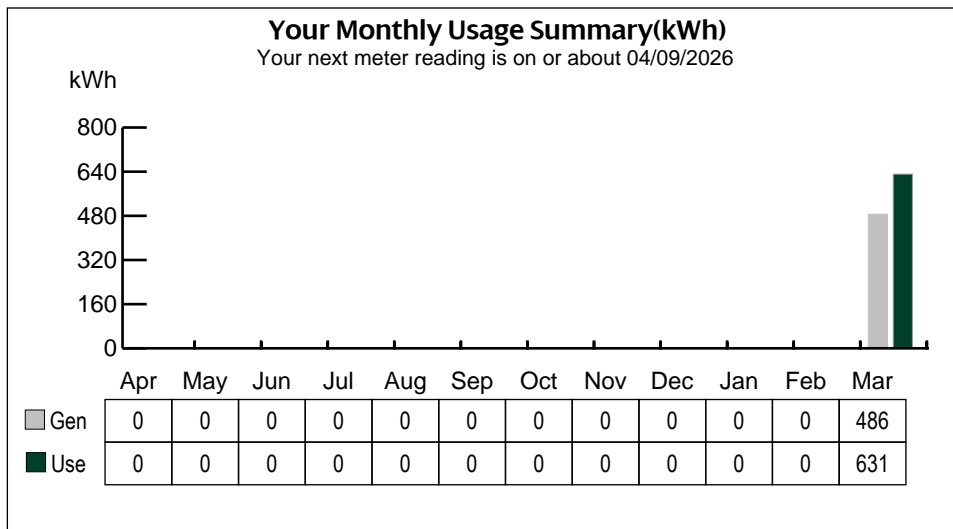 Your Monthly Usage Summary(kWh)
Your next meter reading is on or about 04/09/2026
kWh
800
640
480
320
160
0
Apr May Jun Jul Aug Sep Oct Nov Dec Jan Feb Mar
Gen 0 0 0 0 0 0 0 0 0 0 0 486
Use 0 0 0 0 0 0 0 0 0 0 0 631